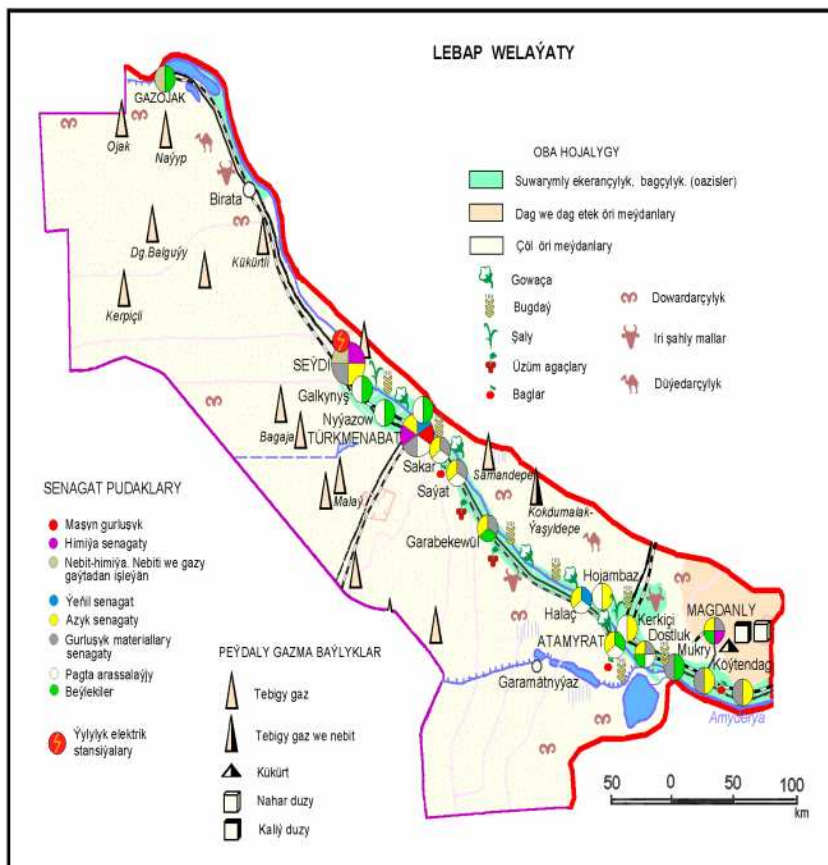 LEBAP WELAÝATY
GAZOJAK
Ojak
Naýyp
Birata
Dg.Balguýy
Kükürtli
Kerpiçli
OBA HOJALYGY
Suwarymly ekerançylyk, bagçylyk. (oazisler)
Dag we dag etek öri meýdanlary
Çöl öri meýdanlary
Gowaça
Bugdaý
Şaly
Üzüm agaçlary
Baglar
Dowardarçylyk
Iri şahly mallar
Düýedarçylyk
SEÝDI
Galkynyş
Nyýazow
TÜRKMENABAT
Bagaja
Sakar
Saýat
Malaý
Samandepe
Kokdumalak-
Ýaşyldepe
Garabekewül
Hojambaz
Halaç
Kerkiçi
MAGDANLY
Dostluk
ATAMYRAT
Mukry
Koýtendag
Garamätnyýaz
Amyderýa
SENAGAT PUDAKLARY
Maşyn gurluşyk
Himiýa senagaty
Nebit-himiýa. Nebiti we gazy
gaýtadan işleýän
Ýeňil senagat
Azyk senagaty
Gurluşyk materiallary
senagaty
Pagta arassalaýjy
Beýlekiler
Ýylylyk elektrik
stansiýalary
PEÝDALY GAZMA BAÝLYKLAR
Tebigy gaz
Tebigy gaz we nebit
Kükürt
Nahar duzy
Kaliý duzy
50 0 50 100
km